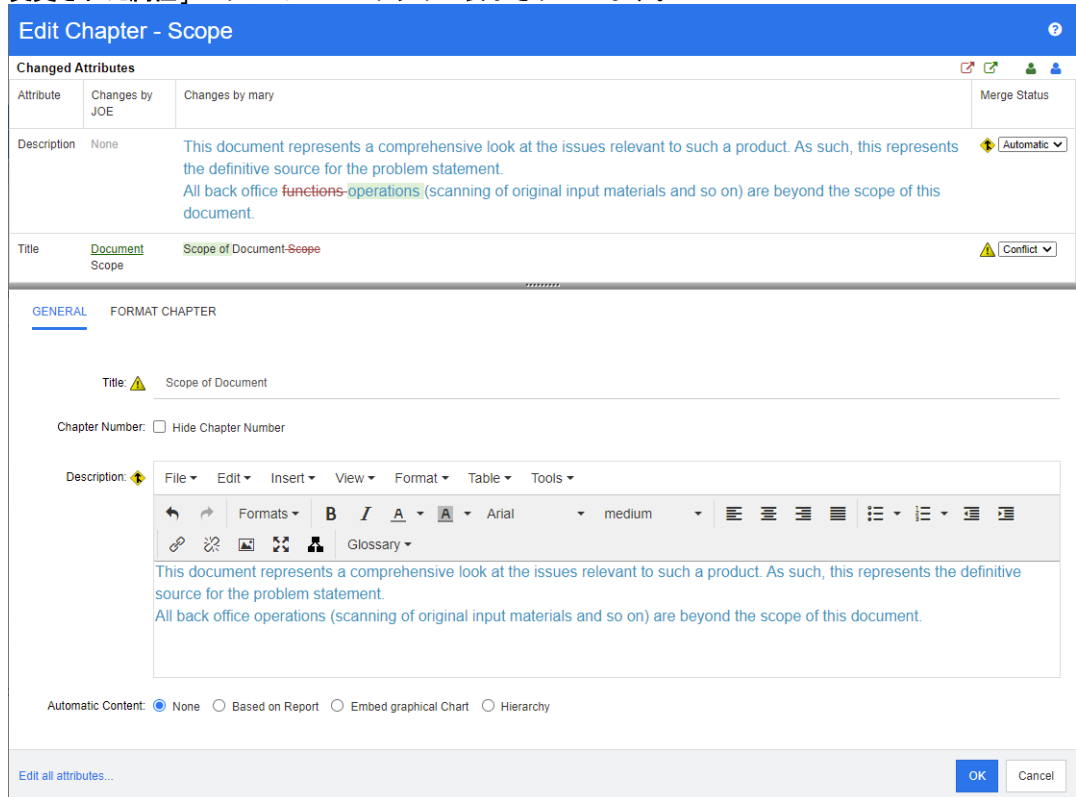 Edit Chapter - Scope
Changed Attributes
Attribute
Changes by JOE
Changes by mary
Merge Status
Description
None
This document represents a comprehensive look at the issues relevant to such a product. As such, this represents
the definitive source for the problem statement.
All back office functions operations (scanning of original input materials and so on) are beyond the scope of this
document.
Automatic
Title
Document
Scope
Scope of Document Scope
Conflict
GENERAL
FORMAT CHAPTER
Title:
Scope of Document
Chapter Number:
Hide Chapter Number
Description:
File
Edit
Insert
View
Format
Table
Tools
Formats
B
I
A
A
Arial
medium
Glossary
This document represents a comprehensive look at the issues relevant to such a product. As such, this represents the definitive
source for the problem statement.
All back office operations (scanning of original input materials and so on) are beyond the scope of this document.
Automatic Content:
None
Based on Report
Embed graphical Chart
Hierarchy
Edit all attributes...
OK
Cancel